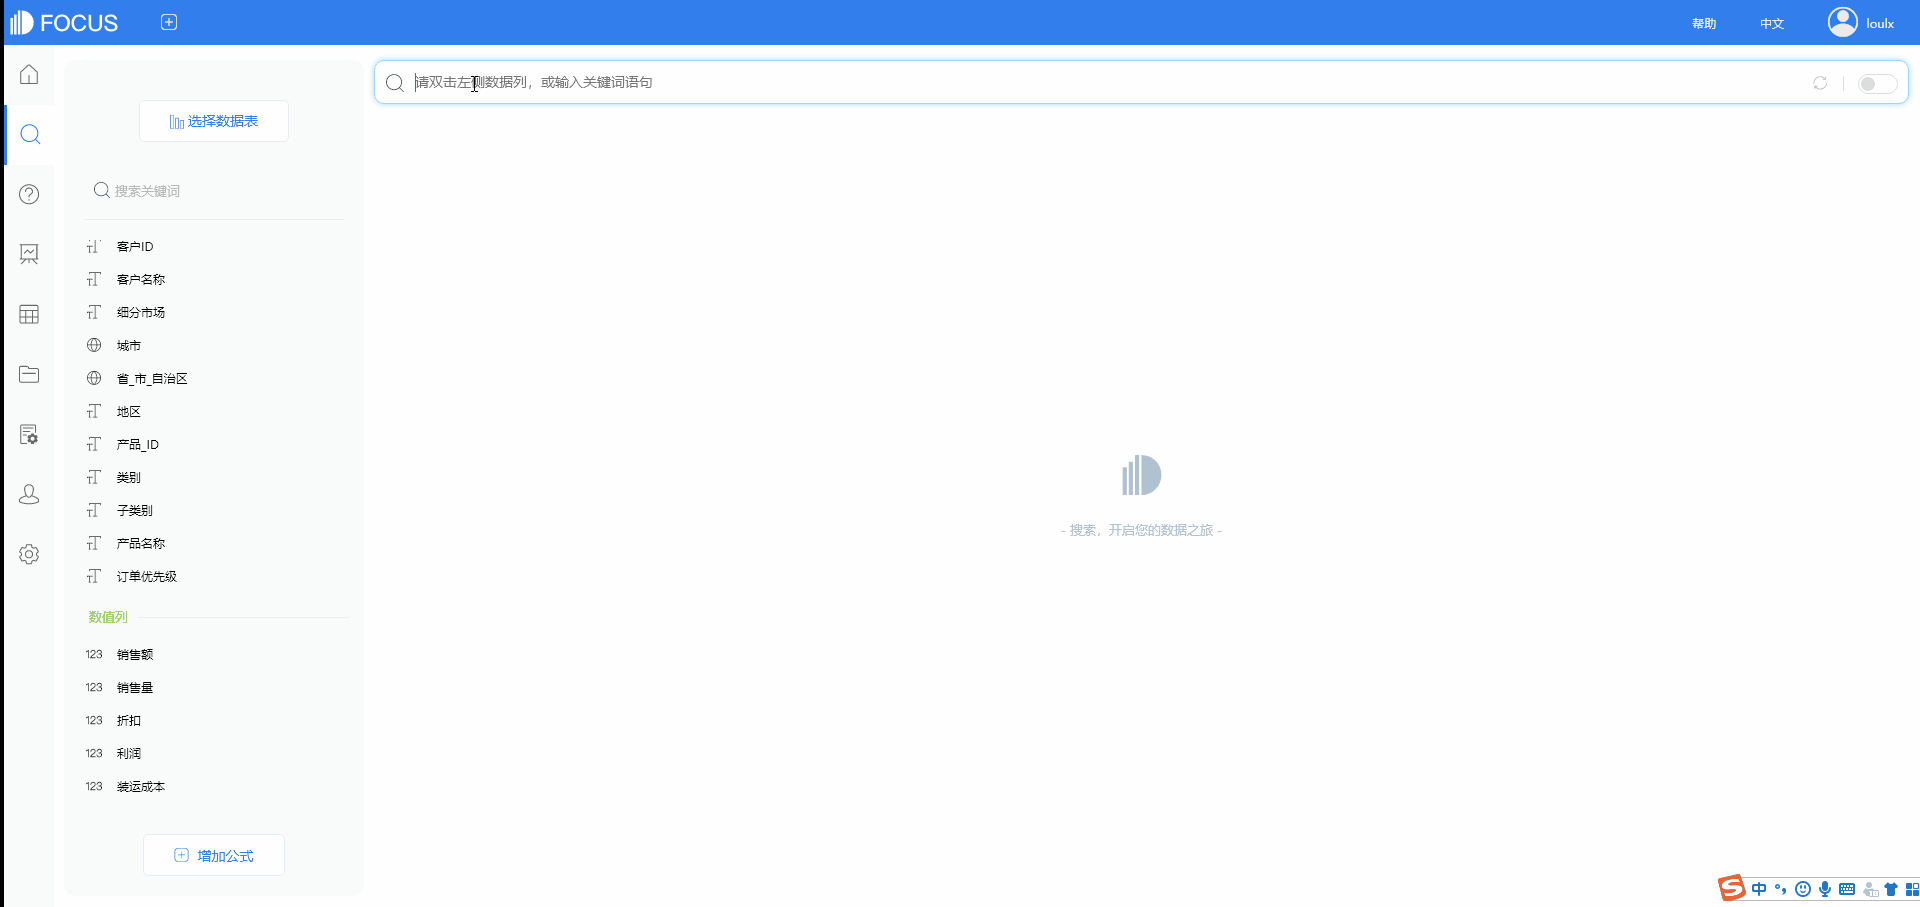 FOCUS
帮助
中文
loulx
选择数据表
搜索关键词
客户ID
客户名称
细分市场
城市
省_市_自治区
地区
产品_ID
类别
子类别
产品名称
订单优先级
数值列
123 销售额
123 销售量
123 折扣
123 利润
123 装运成本
增加公式
请双击左侧数据列，或输入关键词语句
- 搜索，开启您的数据之旅 -
中